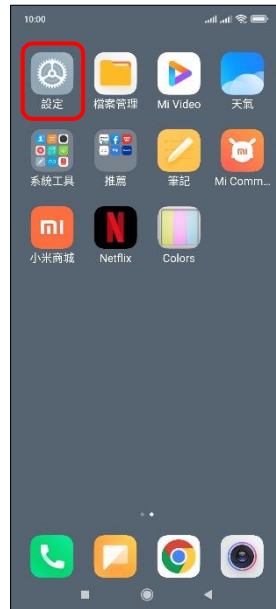 10:00
設定
檔案管理
Mi Video
天氣
系統工具
推薦
筆記
Mi Comm...
小米商城
Netflix
Colors